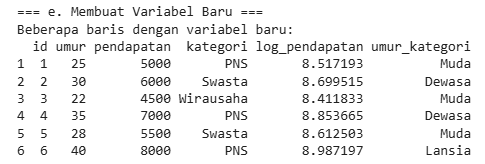 === e. Membuat Variabel Baru ===
Beberapa baris dengan variabel baru:
id umur pendapatan kategori log_pendapatan umur_kategori
1 1 25 5000 PNS 8.517193 Muda
2 2 30 6000 Swasta 8.699515 Dewasa
3 3 22 4500 Wirausaha 8.411833 Muda
4 4 35 7000 PNS 8.853665 Dewasa
5 5 28 5500 Swasta 8.612503 Muda
6 6 40 8000 PNS 8.987197 Lansia